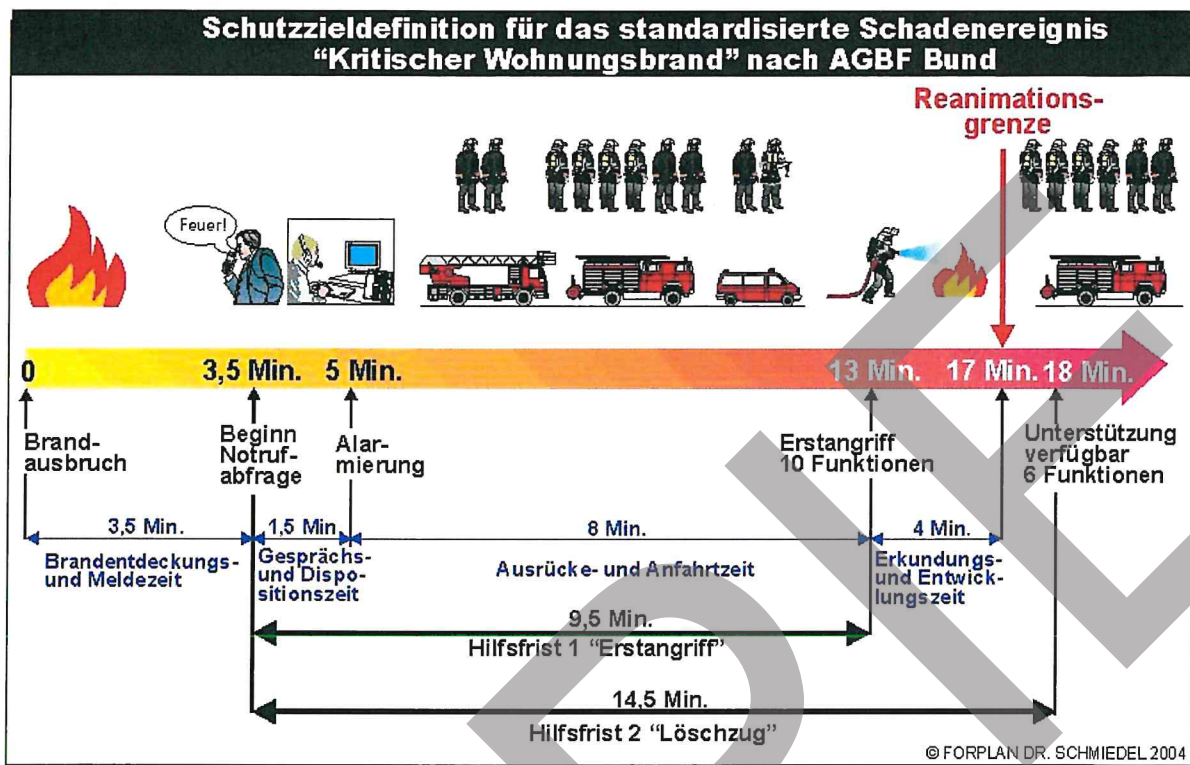 Schutzzieldefinition für das standardisierte Schadenereignis
“Kritischer Wohnungsbrand” nach AGBF Bund
Reanimations-
grenze
Feuer!
0
3,5 Min.
5 Min.
13 Min.
17 Min.
18 Min.
Brand-
ausbruch
Beginn
Notruf-
abfrage
Alar-
mierung
Erstangriff
10 Funktionen
Unterstützung
verfügbar
6 Funktionen
3,5 Min.
Brandentdeckungs-
und Meldezeit
1,5 Min
Gesprächs-
und Dispo-
sitionszeit
8 Min.
Ausrücke- und Anfahrtzeit
4 Min.
Erkundungs-
und Entwick-
lungszeit
9,5 Min.
Hilfsfrist 1 “Erstangriff”
14,5 Min.
Hilfsfrist 2 “Löschzug”
© FORPLAN DR. SCHMIEDEL 2004